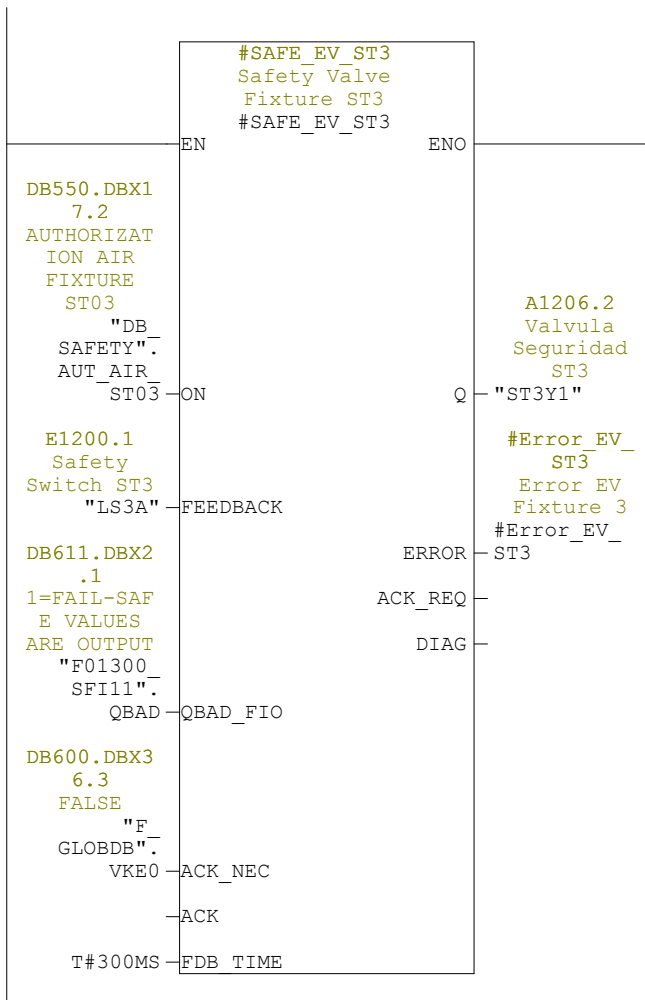 #SAFE_EV_ST3
Safety Valve
Fixture ST3
#SAFE_EV_ST3
EN
ENO
DB550.DBX1
7.2
AUTHORIZAT
ION AIR
FIXTURE
ST03
"DB_
SAFETY".
AUT_AIR_
ST03
ON
A1206.2
Valvula
Seguridad
ST3
Q
"ST3Y1"
E1200.1
Safety
Switch ST3
"LS3A"
FEEDBACK
#Error_EV_
ST3
Error EV
Fixture 3
#Error_EV_
ERROR
ST3
DB611.DBX2
.1
1=FAIL-SAF
E VALUES
ARE OUTPUT
"F01300_
SFI11".
QBAD
QBAD_FIO
ACK_REQ
DIAG
DB600.DBX3
6.3
FALSE
"F_
GLOBDB".
VKE0
ACK_NEC
ACK
T#300MS
FDB_TIME